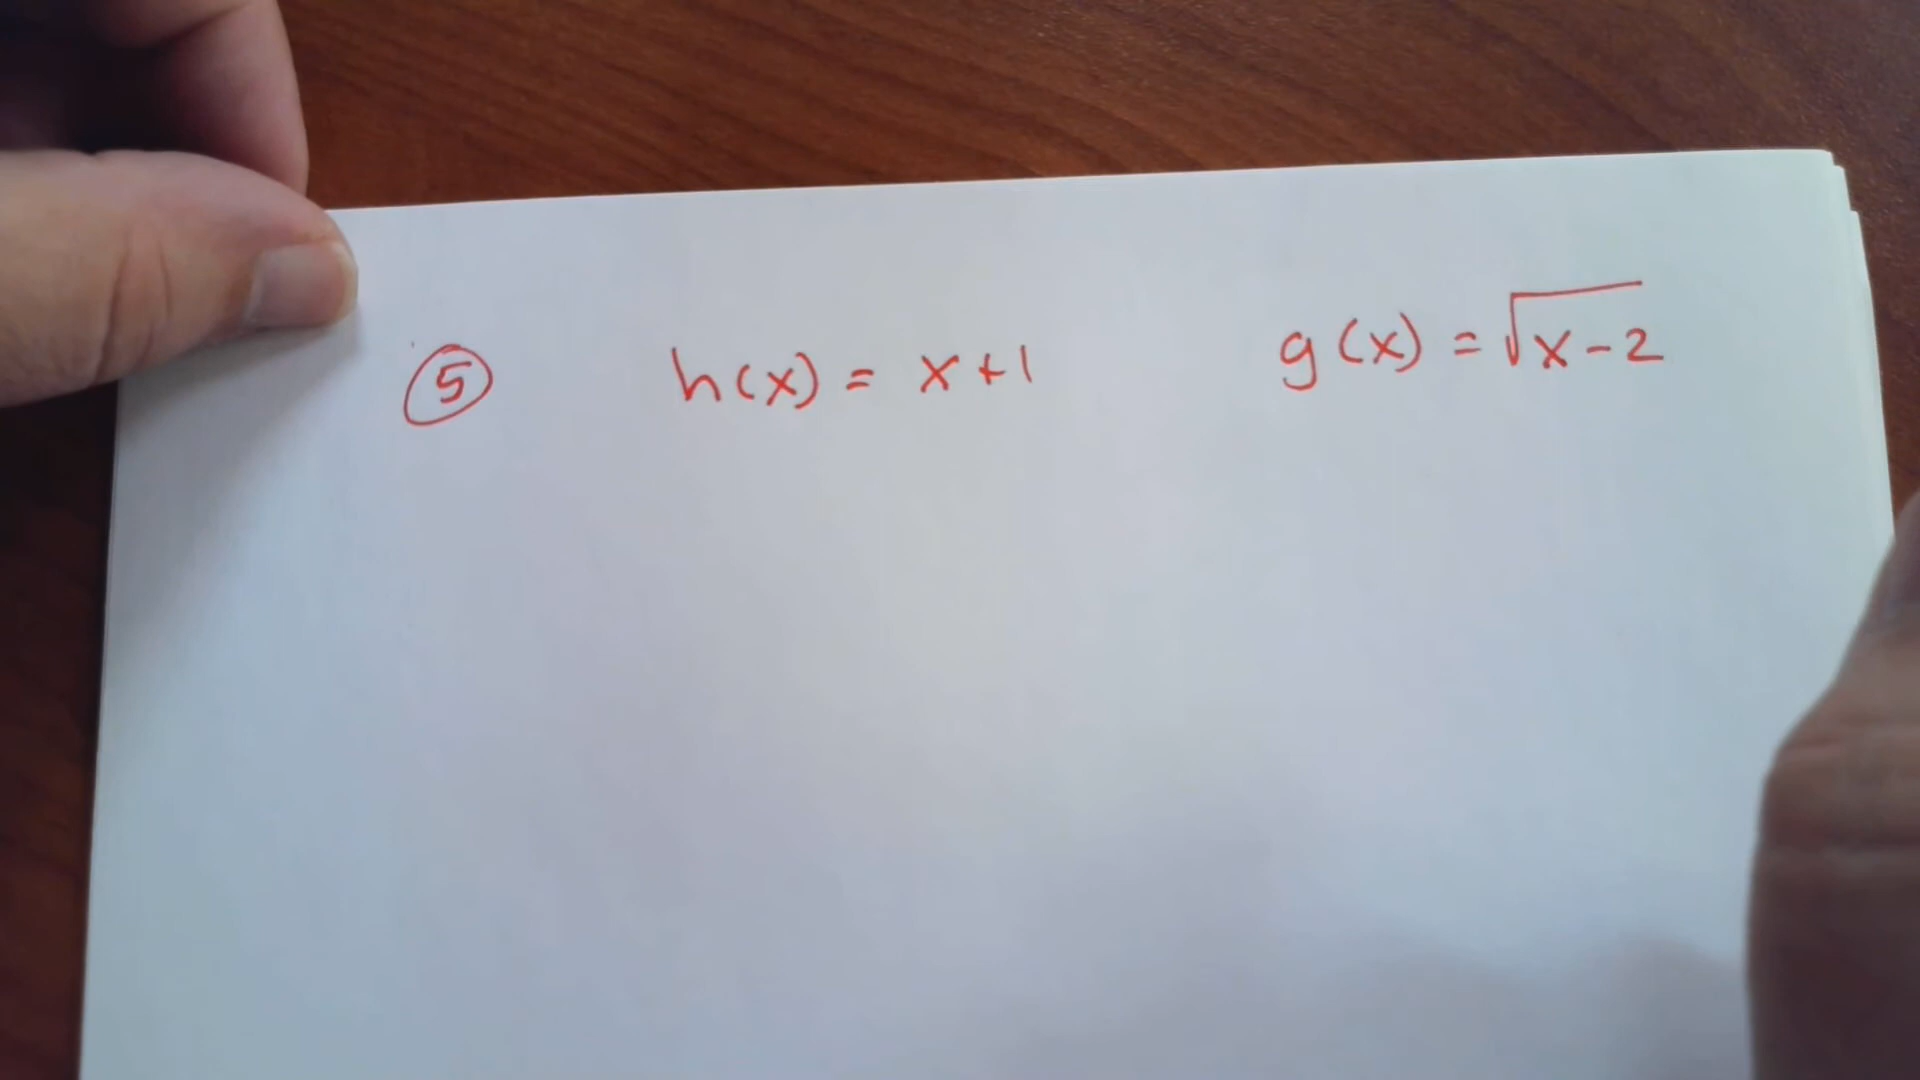 ⑤ h(x) = x+1 g(x) = √x-2